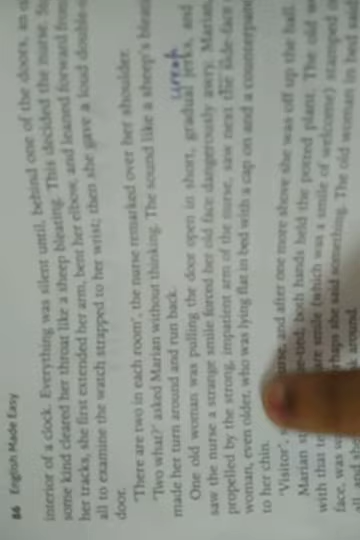 86 English Made Easy
interior of a clock. Everything was silent until, behind one of the doors, an
some kind cleared her throat like a sheep bleating. This decided the nurse.
her tracks, she first extended her arm, bent her elbow, and leaned forward from
all to examine the watch strapped to her wrist; then she gave a loud double-
door.
"There are two in each room", the nurse remarked over her shoulder.
"Two what?" asked Marian without thinking. The sound like a sheep's
made her turn around and run back.
One old woman was pulling the door open in short, gradual jerks, and
saw the nurse a strange smile forced her old face dangerously awry. Marian,
propelled by the strong, impatient arm of the nurse, saw next the side-face
woman, even older, who was lying flat in bed with a cap on and a counterpane
to her chin.
"Visitor", and after one more shove she was off up the hall.
Marian both hands held the potted plant. The old
with that smile (which was a smile of welcome) stamped
face, was she said something. The old woman in bed said
around.